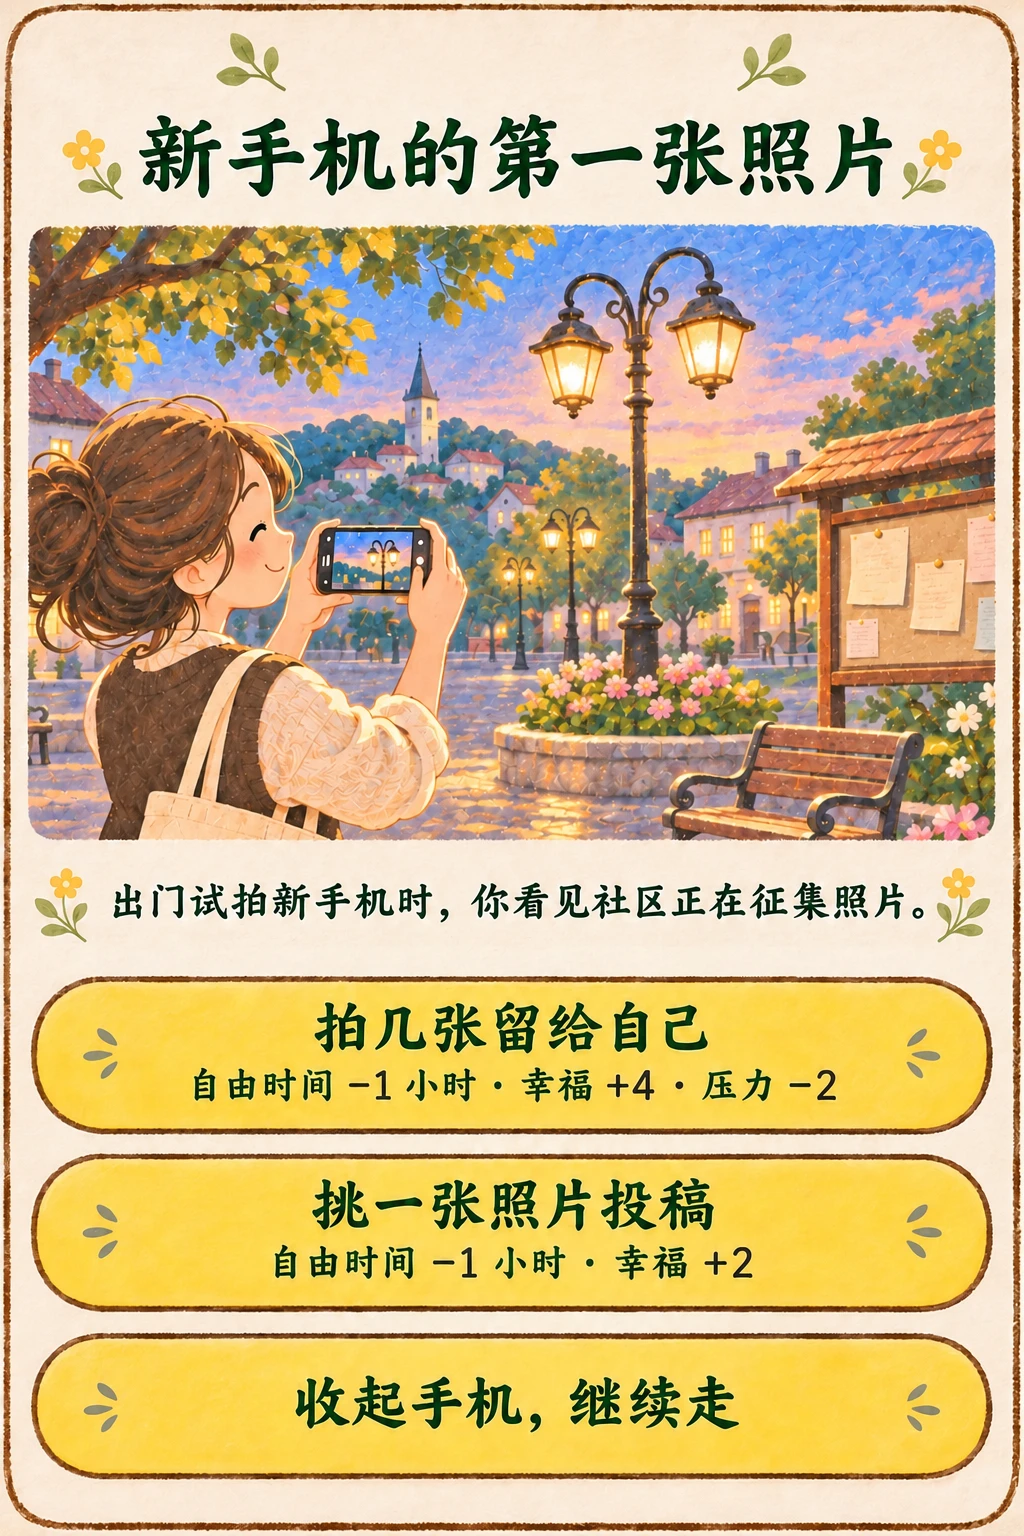 新手机的第一张照片
出门试拍新手机时，你看见社区正在征集照片。
拍几张留给自己
自由时间 −1 小时 · 幸福 +4 · 压力 −2
挑一张照片投稿
自由时间 −1 小时 · 幸福 +2
收起手机，继续走